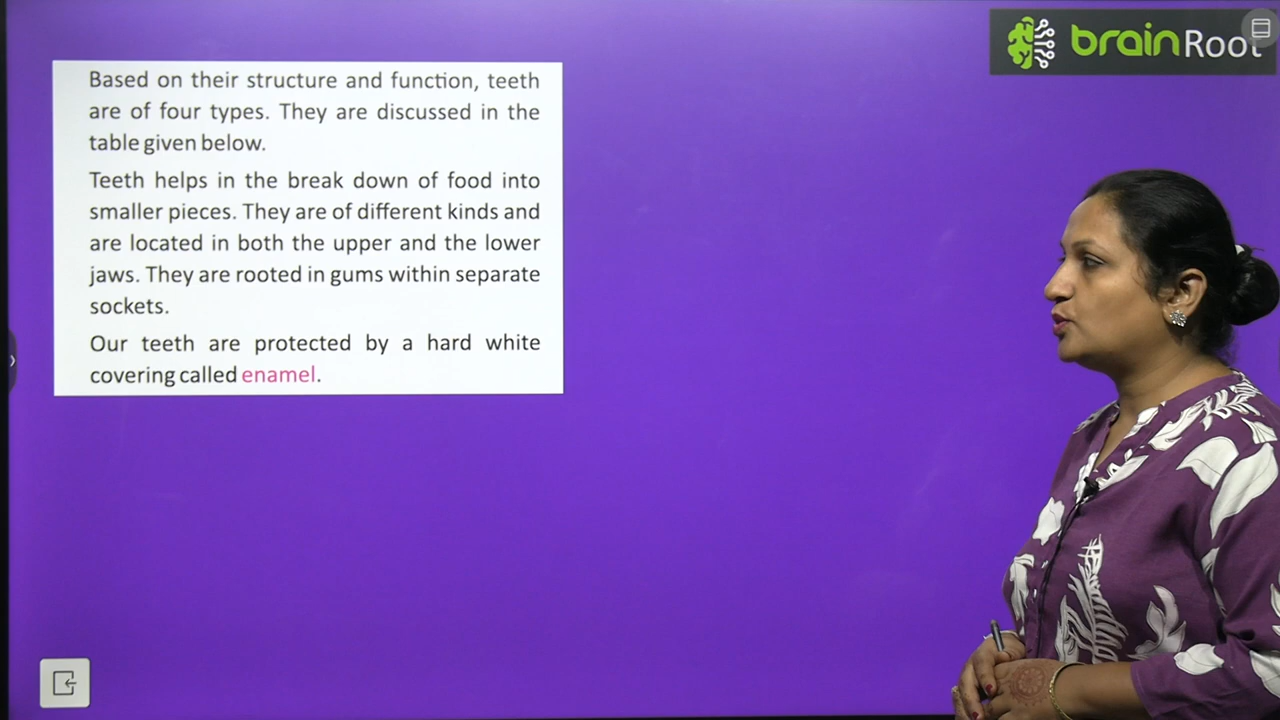 brainRoot
Based on their structure and function, teeth
are of four types. They are discussed in the
table given below.
Teeth helps in the break down of food into
smaller pieces. They are of different kinds and
are located in both the upper and the lower
jaws. They are rooted in gums within separate
sockets.
Our teeth are protected by a hard white
covering called enamel.